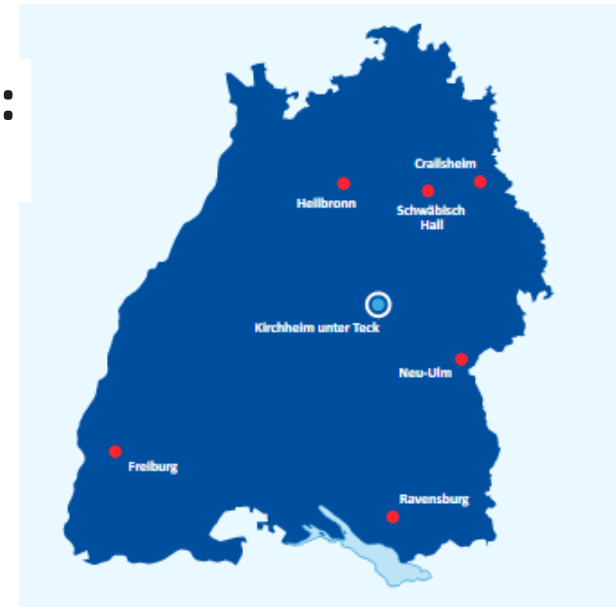 :
Crailsheim
Heilbronn
Schwäbisch
Hall
Kirchheim unter Teck
Neu-Ulm
Freiburg
Ravensburg